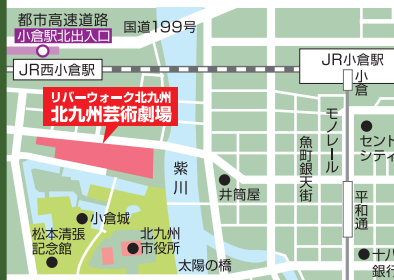 都市高速道路
小倉駅北出入口
国道199号
JR西小倉駅
JR小倉駅
小倉
リバーウォーク北九州
北九州芸術劇場
モノレール
魚町銀天街
セント
シティ
紫川
井筒屋
平和通
小倉城
松本清張
記念館
北九州
市役所
太陽の橋
十八
銀行